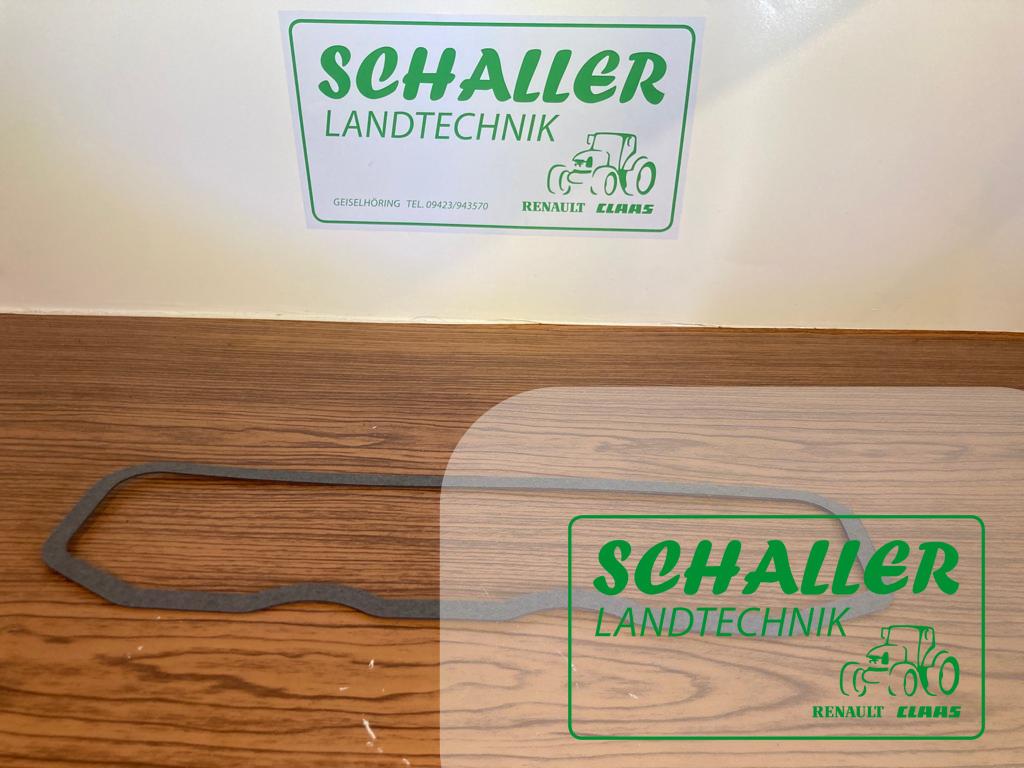 SCHALLER
LANDTECHNIK
GEISELHÖRING TEL. 09423/943570
RENAULT CLAAS
SCHALLER
LANDTECHNIK
RENAULT CLAAS